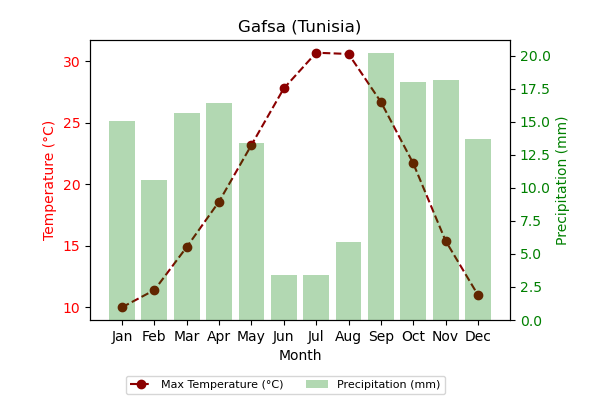 Gafsa (Tunisia)
30
25
20
15
10
Temperature (°C)
20.0
17.5
15.0
12.5
10.0
7.5
5.0
2.5
0.0
Precipitation (mm)
Jan Feb Mar Apr May Jun Jul Aug Sep Oct Nov Dec
Month
Max Temperature (°C) Precipitation (mm)